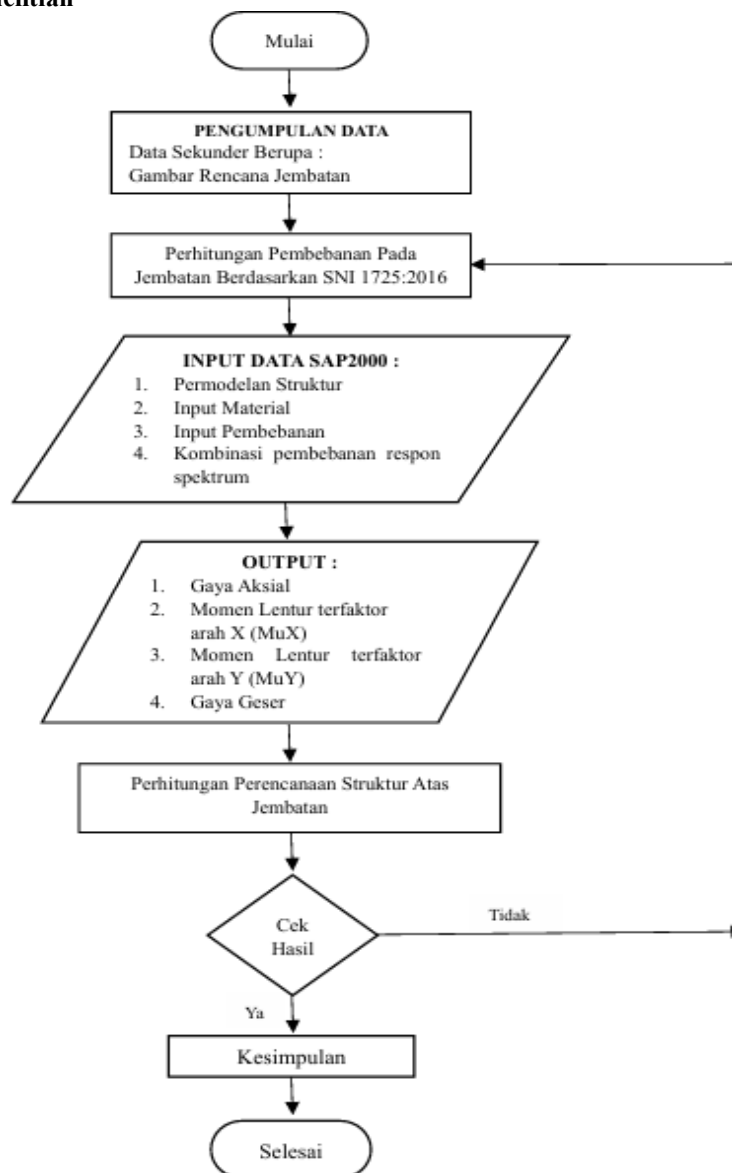 Mulai
PENGUMPULAN DATA
Data Sekunder Berupa :
Gambar Rencana Jembatan
Perhitungan Pembebanan Pada
Jembatan Berdasarkan SNI 1725:2016
INPUT DATA SAP2000 :
1. Permodelan Struktur
2. Input Material
3. Input Pembebanan
4. Kombinasi pembebanan respon
spektrum
OUTPUT :
1. Gaya Aksial
2. Momen Lentur terfaktor
arah X (MuX)
3. Momen Lentur terfaktor
arah Y (MuY)
4. Gaya Geser
Perhitungan Perencanaan Struktur Atas
Jembatan
Cek
Hasil
Tidak
Ya
Kesimpulan
Selesai